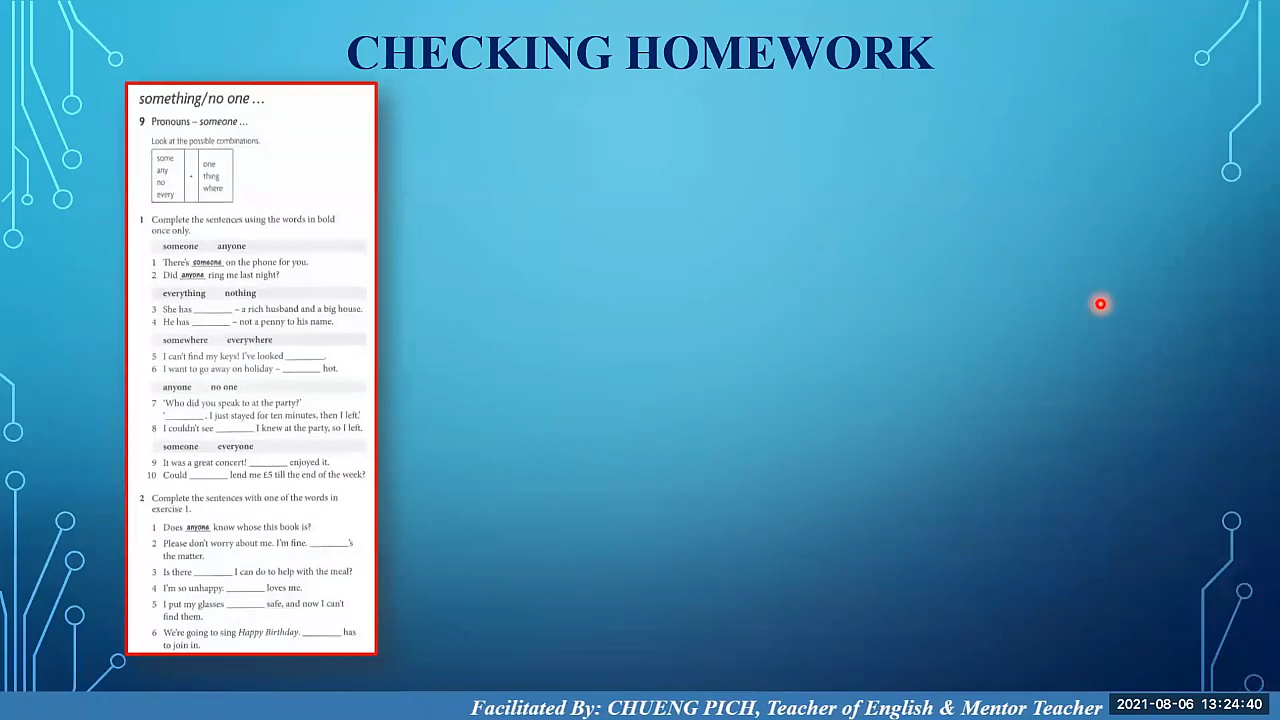 CHECKING HOMEWORK
something/no one ...
9 Pronouns – someone ...
Look at the possible combinations.
some
any
no
every
+
one
thing
where
1 Complete the sentences using the words in bold
once only.
someone anyone
1 There's someone on the phone for you.
2 Did anyone ring me last night?
everything nothing
3 She has ________ – a rich husband and a big house.
4 He has ________ – not a penny to his name.
somewhere everywhere
5 I can't find my keys! I've looked ________.
6 I want to go away on holiday – ________ hot.
anyone no one
7 'Who did you speak to at the party?'
'________. I just stayed for ten minutes, then I left.'
8 I couldn't see ________ I knew at the party, so I left.
someone everyone
9 It was a great concert! ________ enjoyed it.
10 Could ________ lend me £5 till the end of the week?
2 Complete the sentences with one of the words in
exercise 1.
1 Does anyone know whose this book is?
2 Please don't worry about me. I'm fine. ________'s
the matter.
3 Is there ________ I can do to help with the meal?
4 I'm so unhappy. ________ loves me.
5 I put my glasses ________ safe, and now I can't
find them.
6 We're going to sing Happy Birthday. ________ has
to join in.
Facilitated By: CHUENG PICH, Teacher of English & Mentor Teacher
2021-08-06 13:24:40